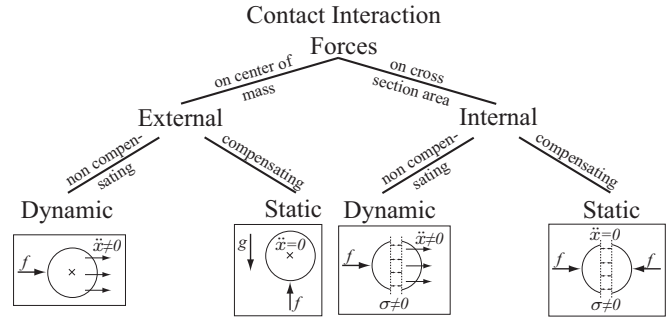 Contact Interaction
Forces
on center of
mass
on cross
section area
External
Internal
non compen-
sating
compensating
non compen-
sating
compensating
Dynamic
Static
Dynamic
Static
f
ẍ≠0
g
ẍ=0
f
f
ẍ≠0
σ≠0
f
ẍ=0
f
σ≠0